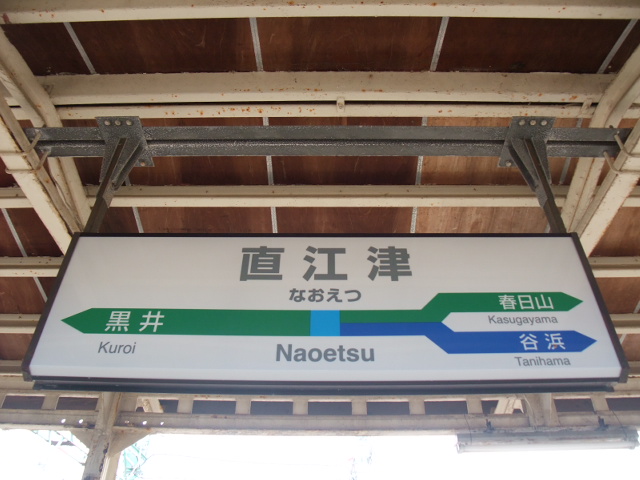 直江津
なおえつ
黒井
Kuroi
Naoetsu
春日山
Kasugayama
谷浜
Tanihama